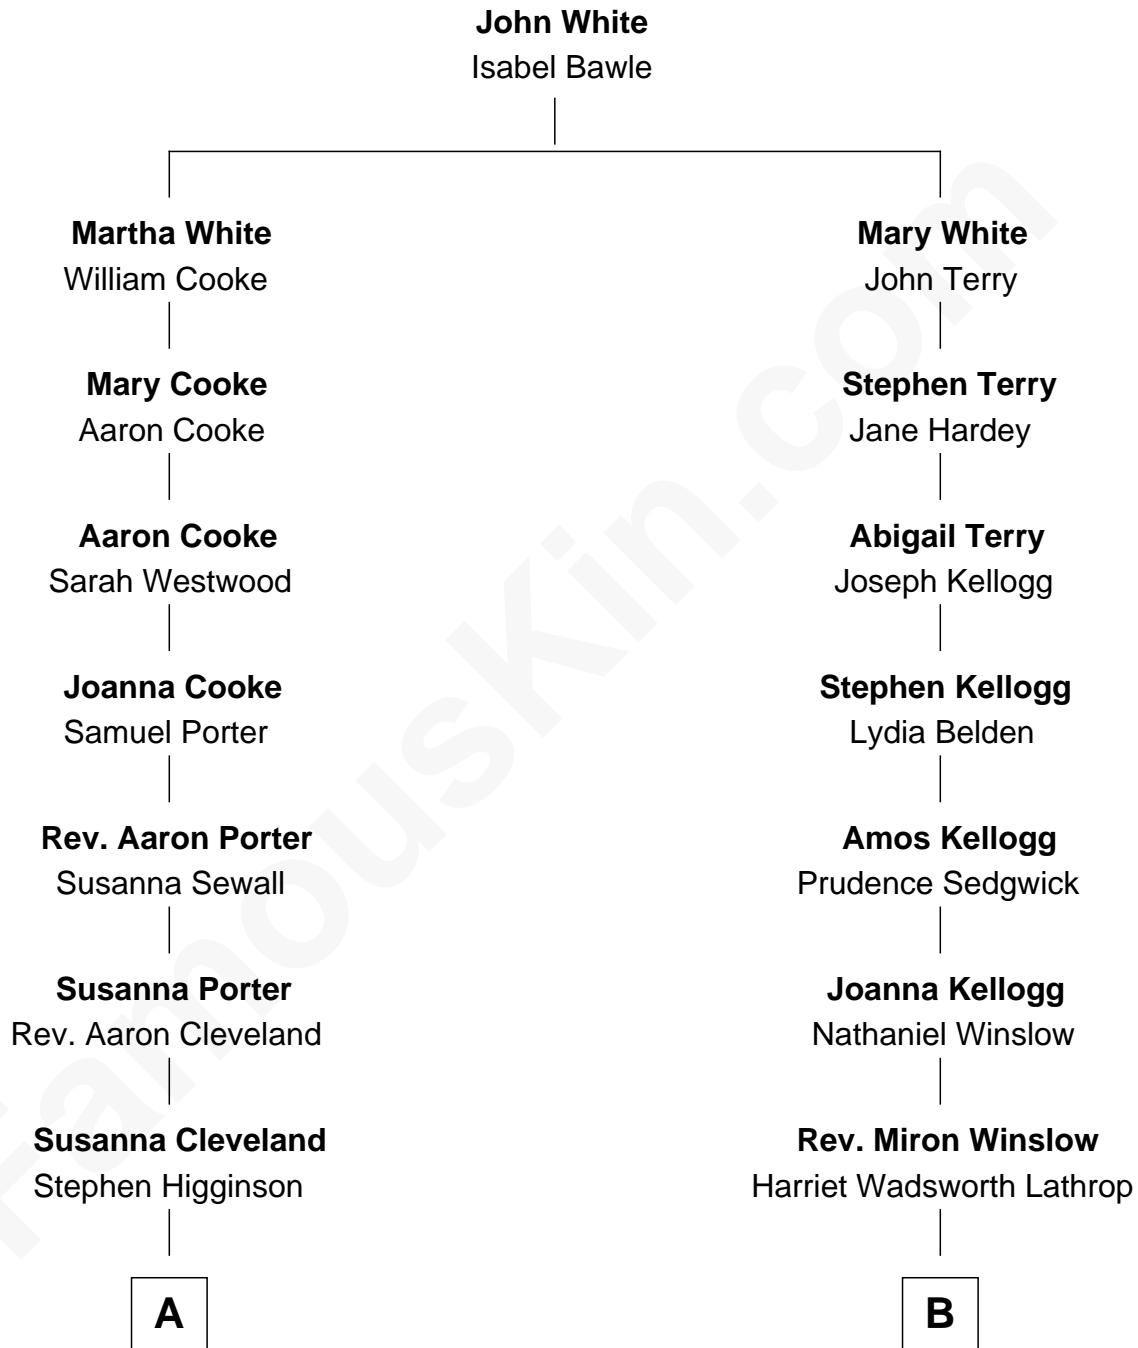 John White
Isabel Bawle
Martha White
William Cooke
Mary White
John Terry
Mary Cooke
Aaron Cooke
Stephen Terry
Jane Hardey
Aaron Cooke
Sarah Westwood
Abigail Terry
Joseph Kellogg
Joanna Cooke
Samuel Porter
Stephen Kellogg
Lydia Belden
Rev. Aaron Porter
Susanna Sewall
Amos Kellogg
Prudence Sedgwick
Susanna Porter
Rev. Aaron Cleveland
Joanna Kellogg
Nathaniel Winslow
Susanna Cleveland
Stephen Higginson
Rev. Miron Winslow
Harriet Wadsworth Lathrop
A
B
FamousKin.com